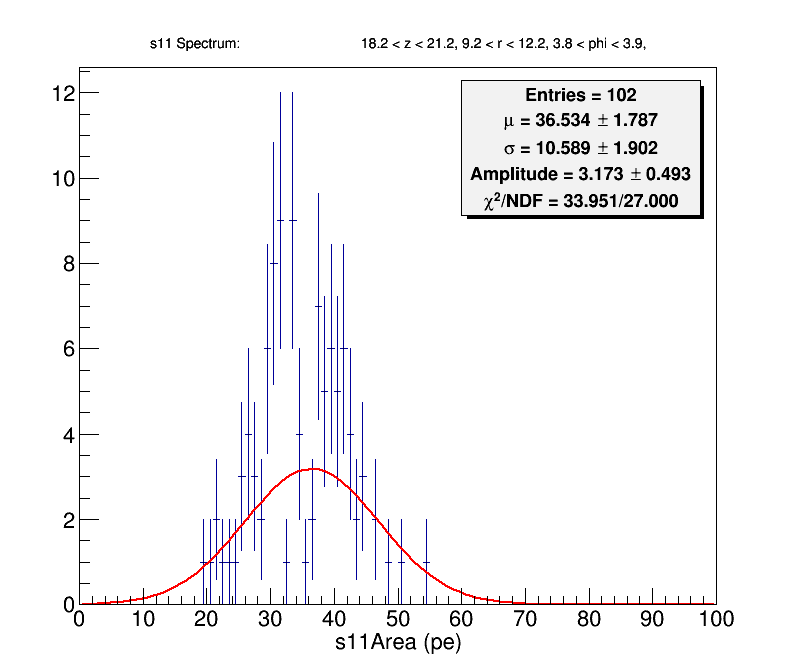 s11 Spectrum: 18.2 < z < 21.2, 9.2 < r < 12.2, 3.8 < phi < 3.9,
Entries = 102
μ = 36.534 ± 1.787
σ = 10.589 ± 1.902
Amplitude = 3.173 ± 0.493
χ²/NDF = 33.951/27.000
12
10
8
6
4
2
0
0 10 20 30 40 50 60 70 80 90 100
s11Area (pe)